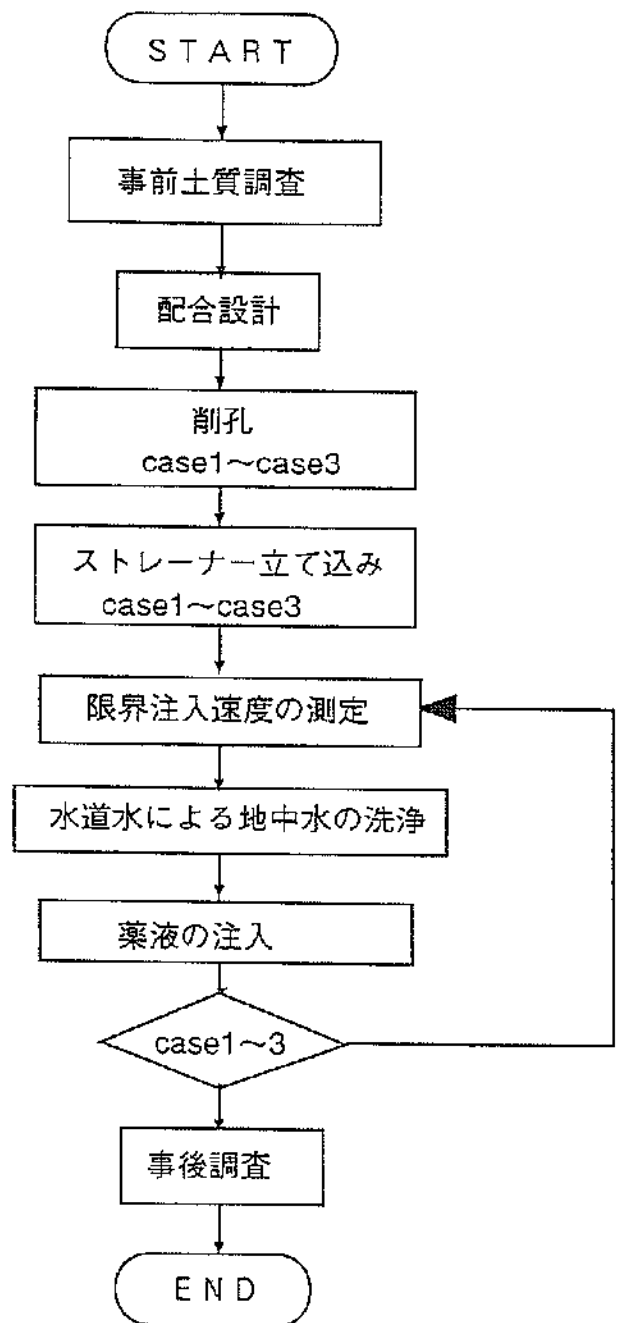 START
事前土質調査
配合設計
削孔
case1～case3
ストレーナー立て込み
case1～case3
限界注入速度の測定
水道水による地中水の洗浄
薬液の注入
case1～3
事後調査
END